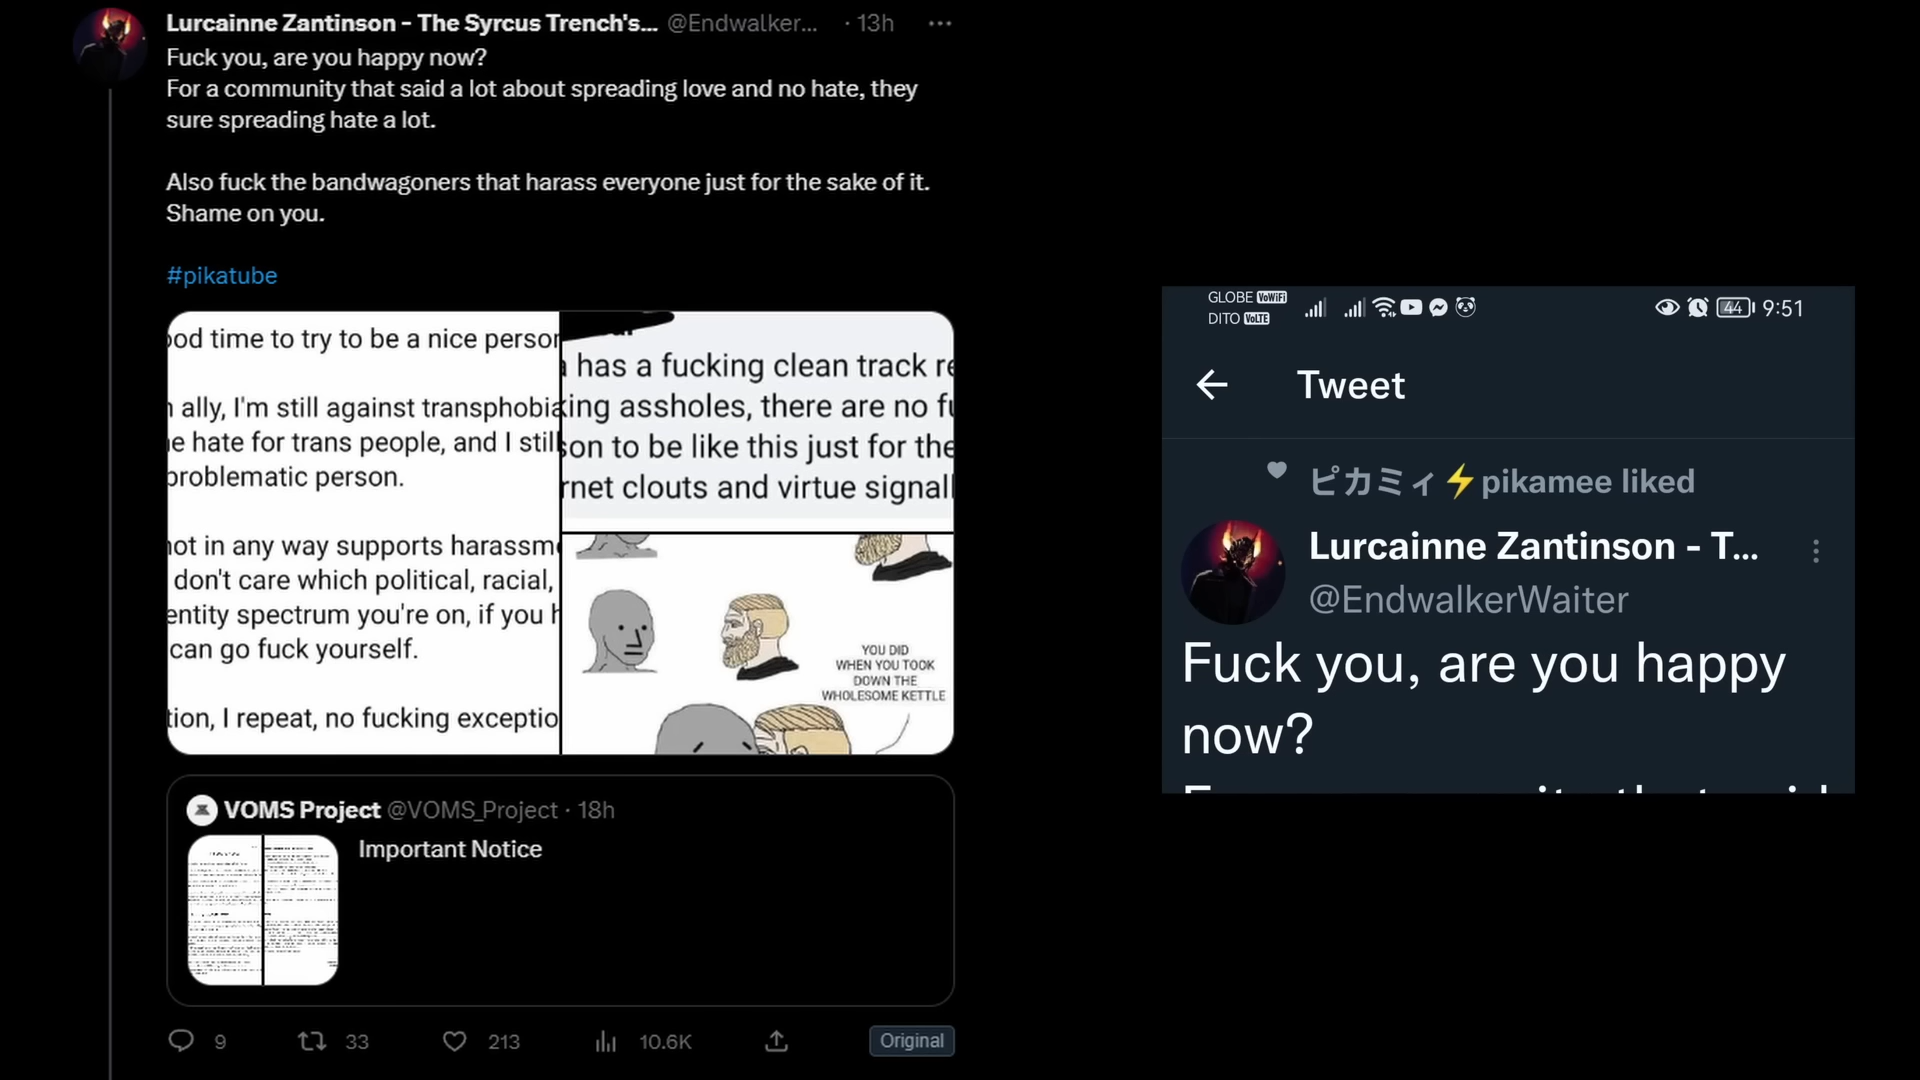 Lurcainne Zantinson - The Syrcus Trench's... @Endwalker... · 13h
Fuck you, are you happy now?
For a community that said a lot about spreading love and no hate, they
sure spreading hate a lot.
Also fuck the bandwagoners that harass everyone just for the sake of it.
Shame on you.
#pikatube
ood time to try to be a nice person
ally, I'm still against transphobia
e hate for trans people, and I still
problematic person.
not in any way supports harassme
don't care which political, racial,
entity spectrum you're on, if you h
can go fuck yourself.
tion, I repeat, no fucking exceptio
has a fucking clean track re
king assholes, there are no fu
son to be like this just for the
rnet clouts and virtue signall
YOU DID
WHEN YOU TOOK
DOWN THE
WHOLESOME KETTLE
VOMS Project @VOMS_Project · 18h
Important Notice
9 33 213 10.6K Original
GLOBE VoWiFi
DITO VoLTE
44 9:51
Tweet
ピカミィ⚡pikamee liked
Lurcainne Zantinson - T...
@EndwalkerWaiter
Fuck you, are you happy
now?